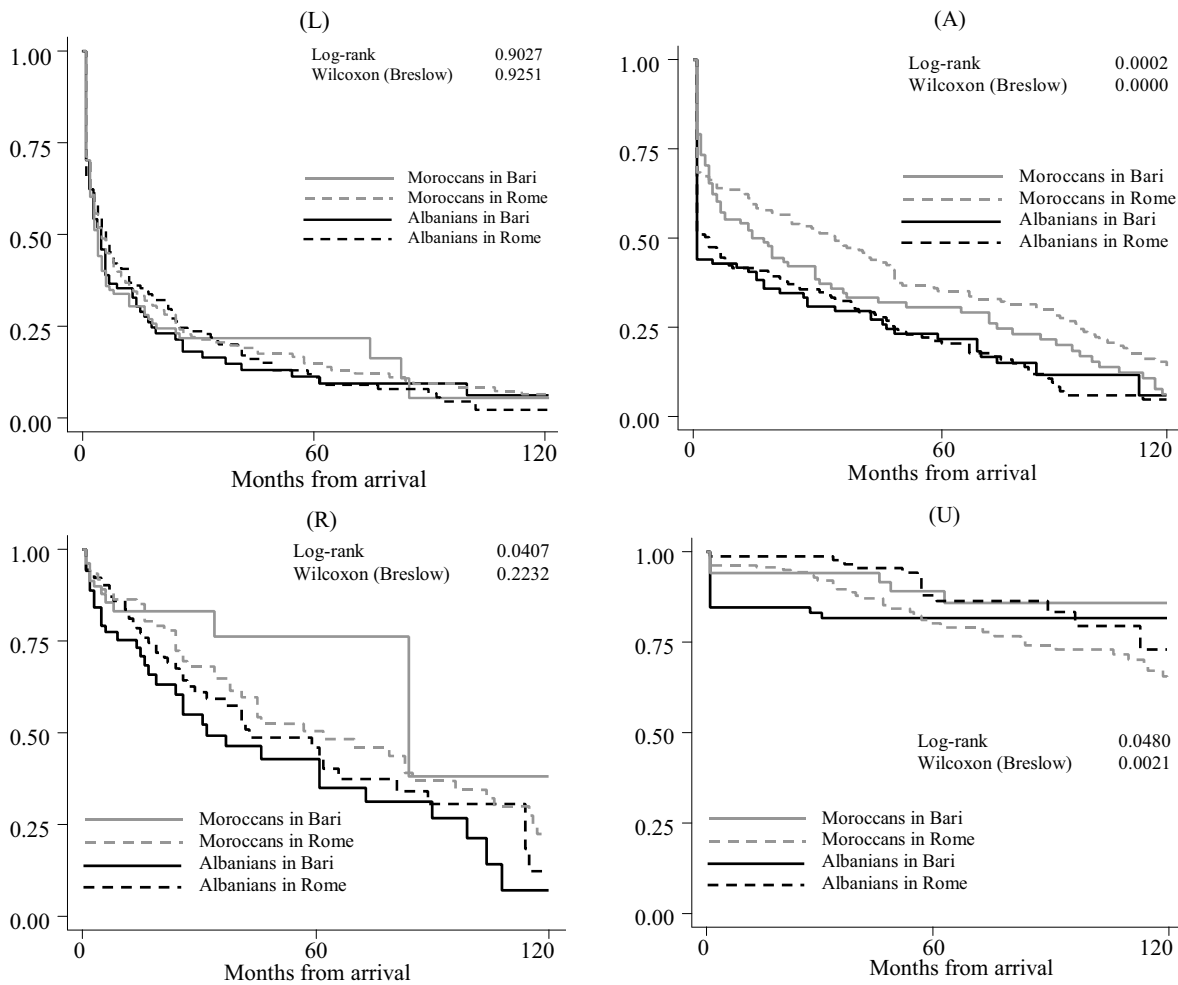 (L)
Log-rank 0.9027
Wilcoxon (Breslow) 0.9251
1.00
0.75
0.50
0.25
0.00
Moroccans in Bari
Moroccans in Rome
Albanians in Bari
Albanians in Rome
0 60 120
Months from arrival
(A)
Log-rank 0.0002
Wilcoxon (Breslow) 0.0000
1.00
0.75
0.50
0.25
0.00
Moroccans in Bari
Moroccans in Rome
Albanians in Bari
Albanians in Rome
0 60 120
Months from arrival
(R)
Log-rank 0.0407
Wilcoxon (Breslow) 0.2232
1.00
0.75
0.50
0.25
0.00
Moroccans in Bari
Moroccans in Rome
Albanians in Bari
Albanians in Rome
0 60 120
Months from arrival
(U)
1.00
0.75
0.50
0.25
0.00
Log-rank 0.0480
Wilcoxon (Breslow) 0.0021
Moroccans in Bari
Moroccans in Rome
Albanians in Bari
Albanians in Rome
0 60 120
Months from arrival